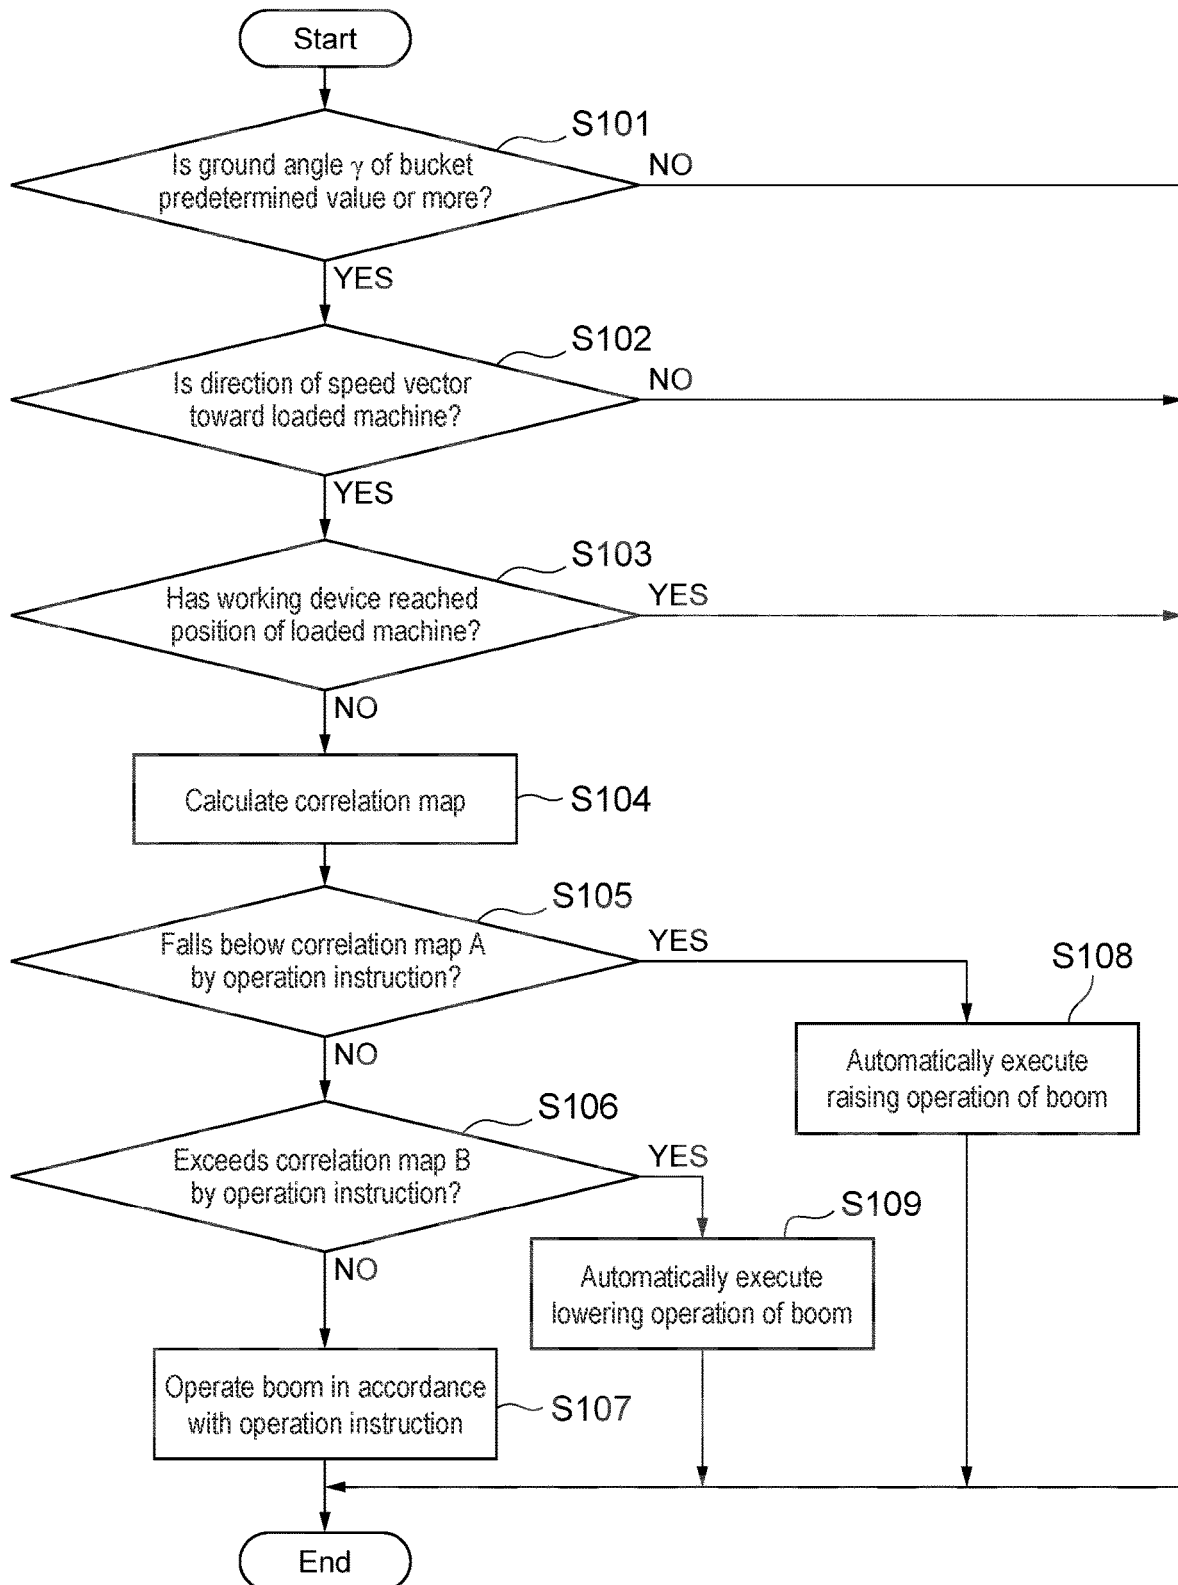 Start
S101
Is ground angle γ of bucket
predetermined value or more?
NO
YES
S102
Is direction of speed vector
toward loaded machine?
NO
YES
S103
Has working device reached
position of loaded machine?
YES
NO
Calculate correlation map
S104
S105
Falls below correlation map A
by operation instruction?
YES
NO
S108
Automatically execute
raising operation of boom
S106
Exceeds correlation map B
by operation instruction?
YES
NO
S109
Automatically execute
lowering operation of boom
Operate boom in accordance
with operation instruction
S107
End